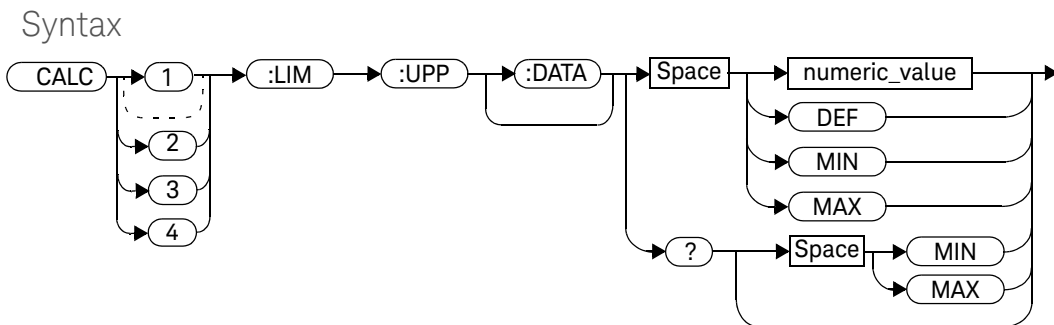 Syntax
CALC 1 :LIM :UPP :DATA Space numeric_value
2 DEF
3 MIN
4 MAX
? Space MIN
MAX